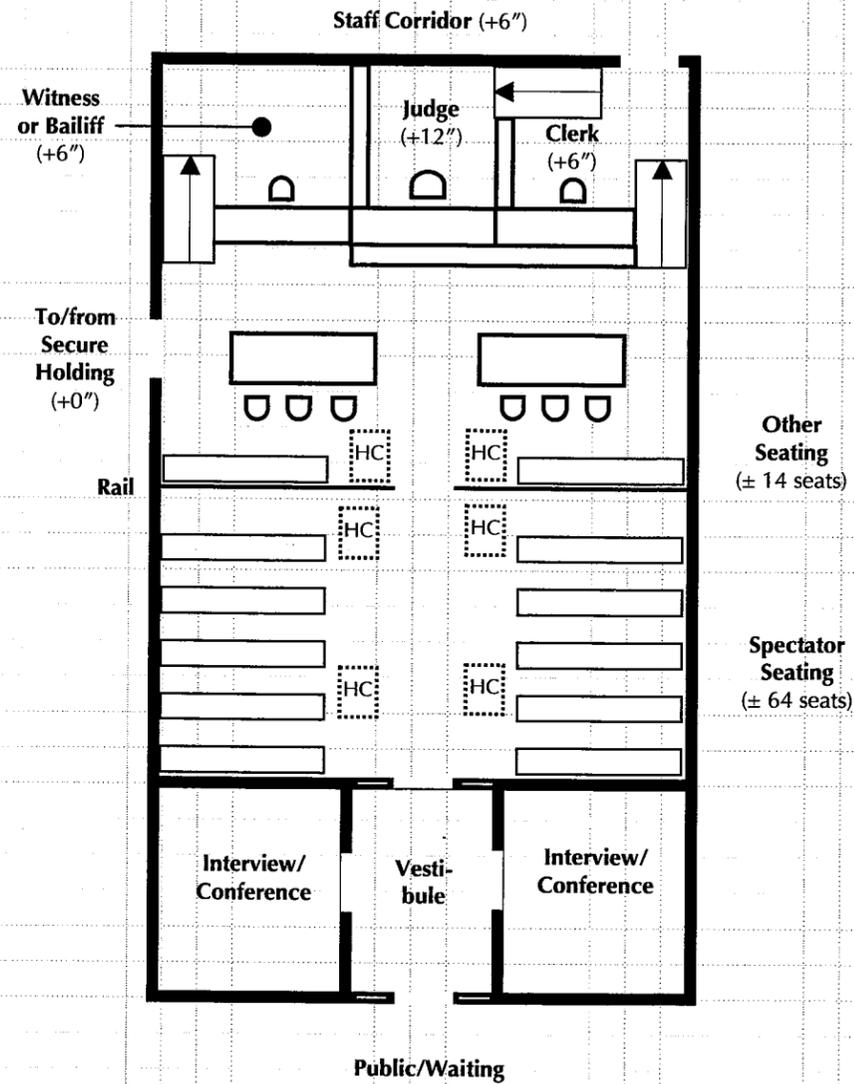 Staff Corridor (+6″)
Witness
or Bailiff
(+6″)
Judge
(+12″)
Clerk
(+6″)
To/from
Secure
Holding
(+0″)
HC
HC
Other
Seating
(± 14 seats)
Rail
HC
HC
Spectator
Seating
(± 64 seats)
HC
HC
Interview/
Conference
Vesti-
bule
Interview/
Conference
Public/Waiting